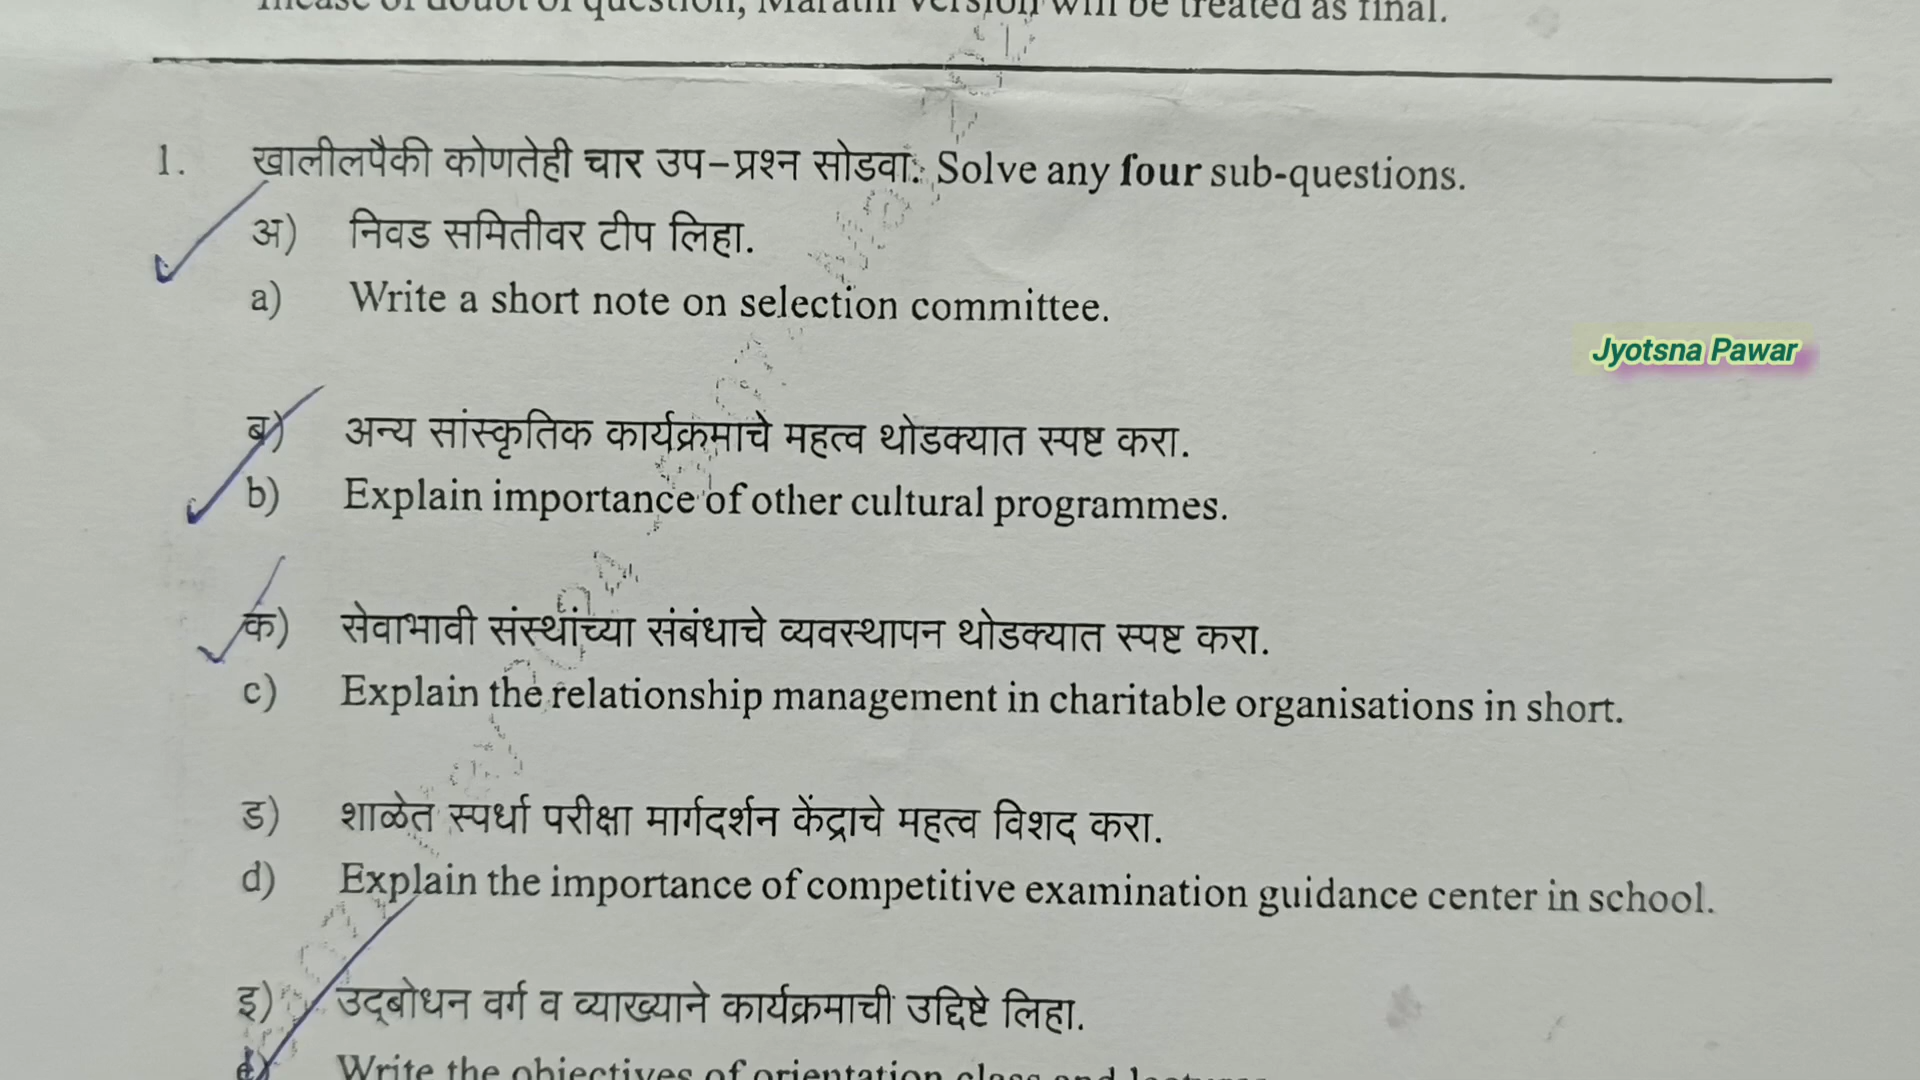 Incase of doubt of question, Marathi version will be treated as final.
1. खालीलपैकी कोणतेही चार उप-प्रश्न सोडवा. Solve any four sub-questions.
अ) निवड समितीवर टीप लिहा.
a) Write a short note on selection committee.
Jyotsna Pawar
ब) अन्य सांस्कृतिक कार्यक्रमाचे महत्व थोडक्यात स्पष्ट करा.
b) Explain importance of other cultural programmes.
क) सेवाभावी संस्थांच्या संबंधाचे व्यवस्थापन थोडक्यात स्पष्ट करा.
c) Explain the relationship management in charitable organisations in short.
ड) शाळेत स्पर्धा परीक्षा मार्गदर्शन केंद्राचे महत्व विशद करा.
d) Explain the importance of competitive examination guidance center in school.
इ) उद्‌बोधन वर्ग व व्याख्याने कार्यक्रमाची उद्दिष्टे लिहा.
e) Write the objectives of orientation class and